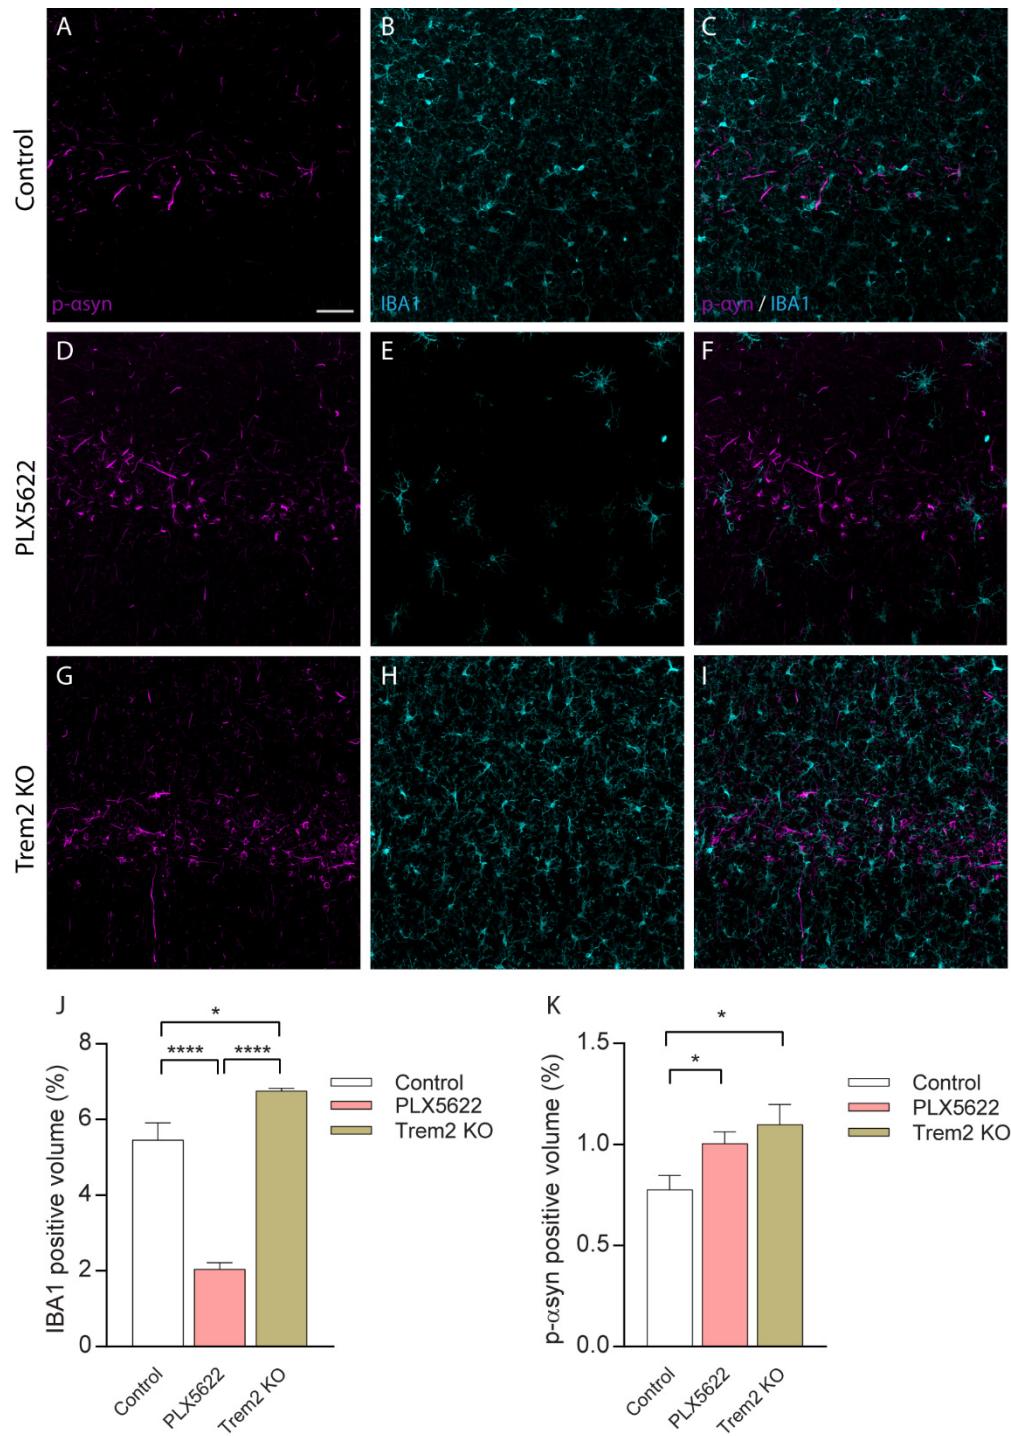 A
B
C
Control
p-αsyn
IBA1
p-αyn / IBA1
D
E
F
PLX5622
G
H
I
Trem2 KO
J
*
****
****
8
6
4
2
0
IBA1 positive volume (%)
Control
PLX5622
Trem2 KO
Control
PLX5622
Trem2 KO
K
*
*
1.5
1.0
0.5
0.0
p-αsyn positive volume (%)
Control
PLX5622
Trem2 KO
Control
PLX5622
Trem2 KO